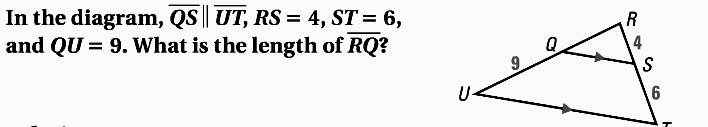 In the diagram, QS || UT, RS = 4, ST = 6,
and QU = 9. What is the length of RQ?
R
Q
4
9
S
U
6